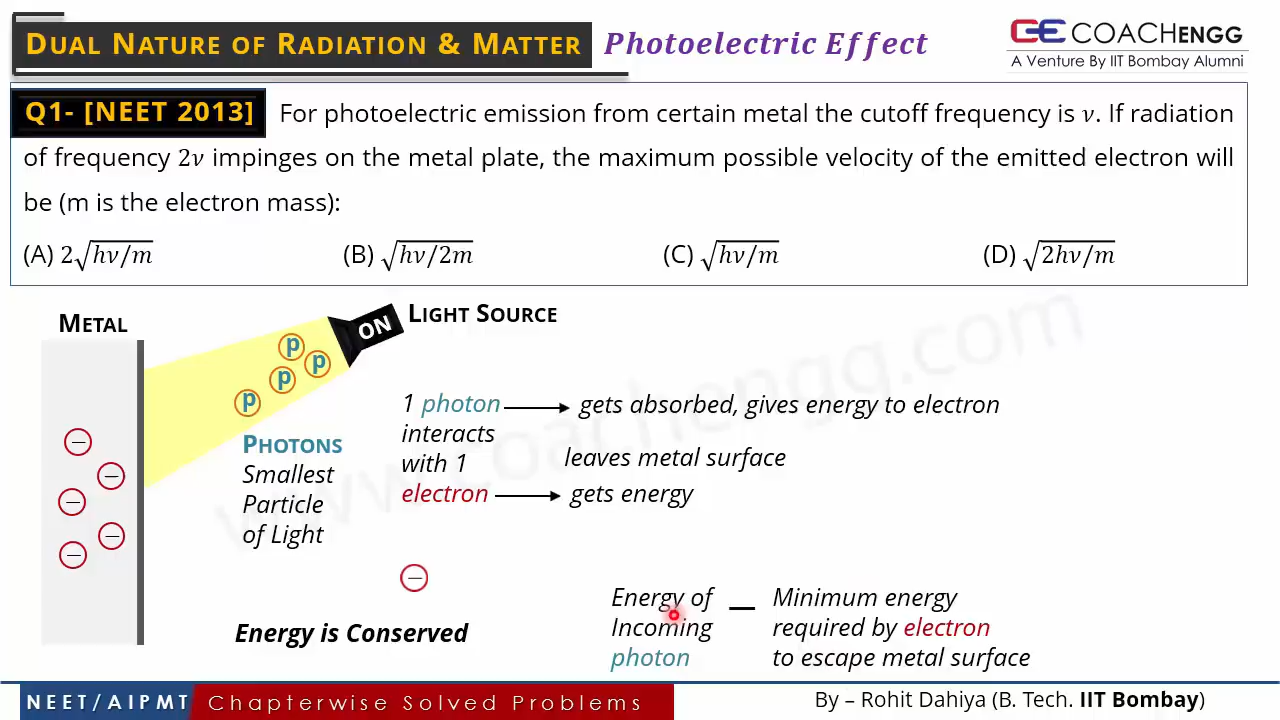 DUAL NATURE OF RADIATION & MATTER
Photoelectric Effect
COACHENGG
A Venture By IIT Bombay Alumni
Q1- [NEET 2013] For photoelectric emission from certain metal the cutoff frequency is ν. If radiation
of frequency 2ν impinges on the metal plate, the maximum possible velocity of the emitted electron will
be (m is the electron mass):
(A) 2√hν/m (B) √hν/2m (C) √hν/m (D) √2hν/m
METAL
ON
LIGHT SOURCE
p
p
p
p
PHOTONS
Smallest
Particle
of Light
1 photon
interacts
with 1
electron
gets absorbed, gives energy to electron
leaves metal surface
gets energy
−
−
−
−
−
−
Energy is Conserved
Energy of
Incoming
photon
−
Minimum energy
required by electron
to escape metal surface
www.coachengg.com
NEET/AIPMT Chapterwise Solved Problems
By – Rohit Dahiya (B. Tech. IIT Bombay)